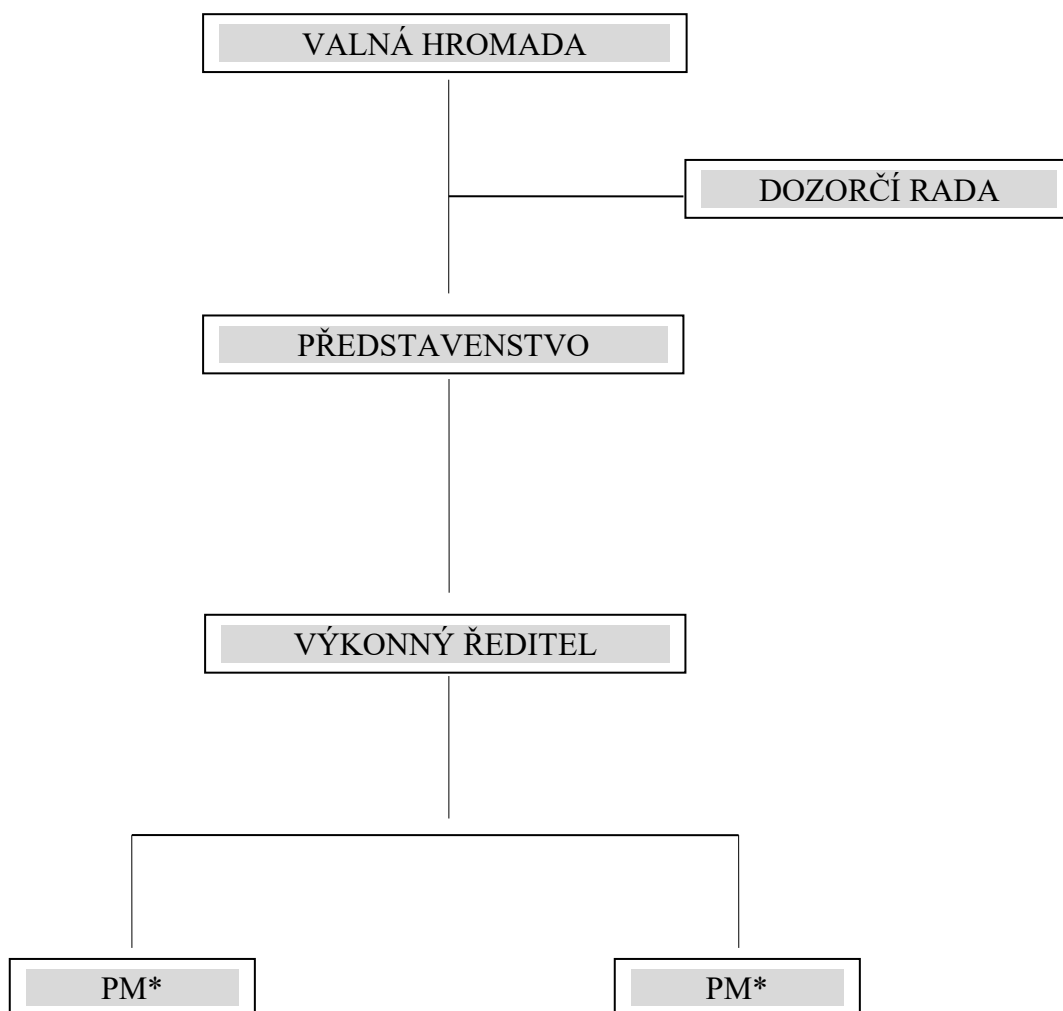 VALNÁ HROMADA
DOZORČÍ RADA
PŘEDSTAVENSTVO
VÝKONNÝ ŘEDITEL
PM*
PM*